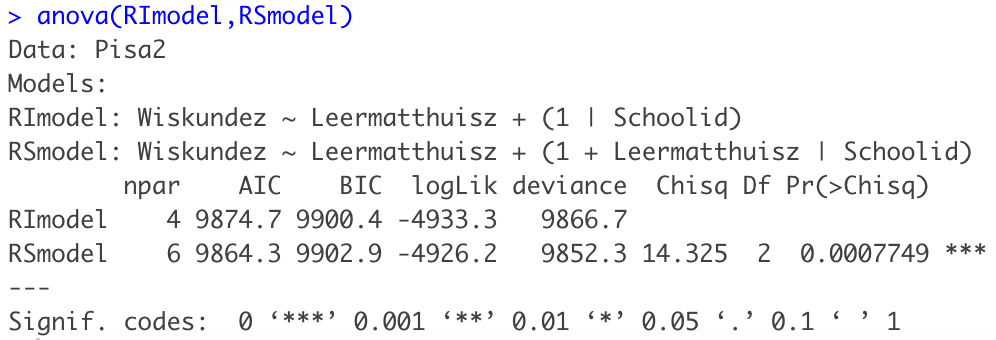 > anova(RImodel,RSmodel)
Data: Pisa2
Models:
RImodel: Wiskundez ~ Leermatthuisz + (1 | Schoolid)
RSmodel: Wiskundez ~ Leermatthuisz + (1 + Leermatthuisz | Schoolid)
        npar    AIC    BIC  logLik deviance  Chisq Df Pr(>Chisq)
RImodel    4 9874.7 9900.4 -4933.3   9866.7
RSmodel    6 9864.3 9902.9 -4926.2   9852.3 14.325  2  0.0007749 ***
---
Signif. codes:  0 ‘***’ 0.001 ‘**’ 0.01 ‘*’ 0.05 ‘.’ 0.1 ‘ ’ 1